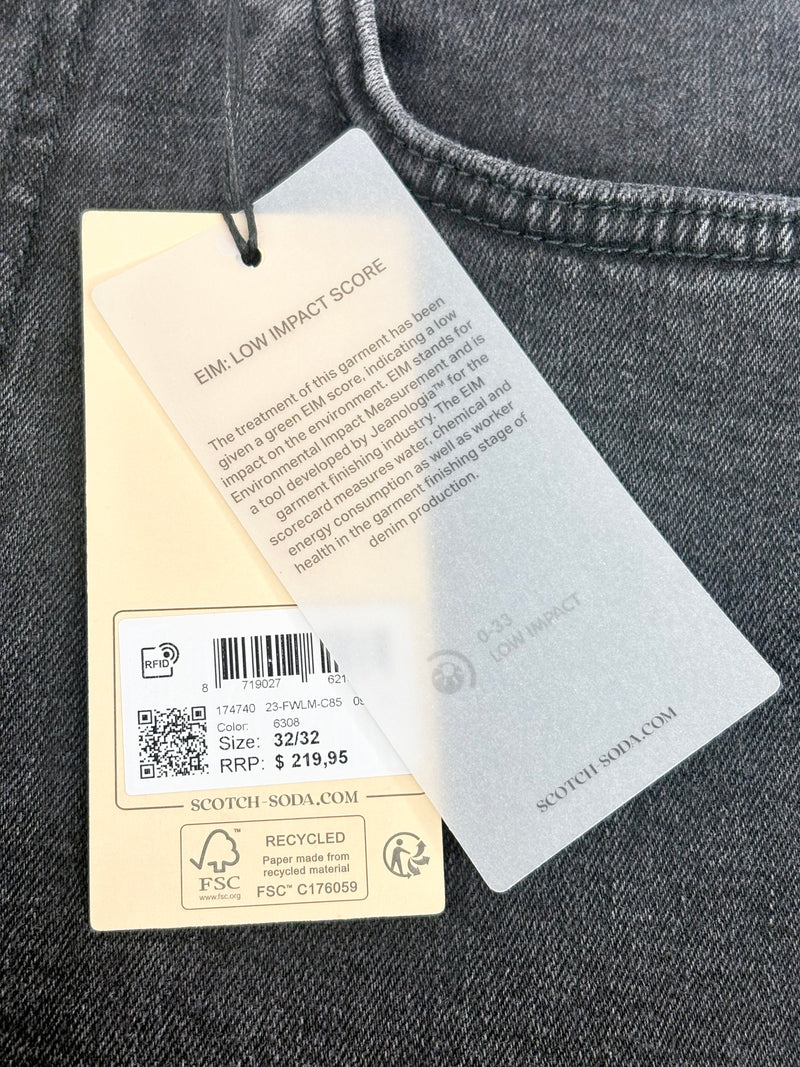 EIM: LOW IMPACT SCORE
The treatment of this garment has been
given a green EIM score, indicating a low
impact on the environment. EIM stands for
Environmental Impact Measurement and is
a tool developed by Jeanologia™ for the
garment finishing industry. The EIM
scorecard measures water, chemical and
energy consumption as well as worker
health in the garment finishing stage of
denim production.
0-33
LOW IMPACT
SCOTCH-SODA.COM
RFID
8 719027 621
174740 23-FWLM-C85 09
Color: 6308
Size: 32/32
RRP: $ 219,95
SCOTCH-SODA.COM
FSC™
www.fsc.org
RECYCLED
Paper made from
recycled material
FSC™ C176059